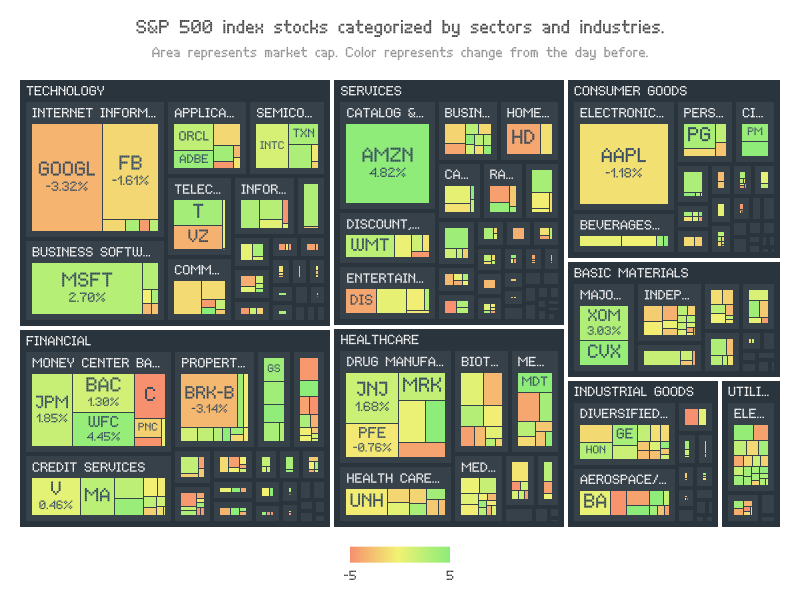 S&P 500 index stocks categorized by sectors and industries.
Area represents market cap. Color represents change from the day before.
TECHNOLOGY
INTERNET INFORM...
GOOGL
-3.32%
FB
-1.61%
APPLICA...
ORCL
ADBE
SEMICO...
INTC
TXN
TELEC...
T
VZ
INFOR...
BUSINESS SOFTW...
MSFT
2.70%
COMM...
SERVICES
CATALOG &...
AMZN
4.82%
BUSIN...
HOME...
HD
CA...
RA...
DISCOUNT,...
WMT
ENTERTAIN...
DIS
CONSUMER GOODS
ELECTRONIC...
AAPL
-1.18%
PERS...
PG
CI...
PM
BEVERAGES...
BASIC MATERIALS
MAJO...
XOM
3.03%
CVX
INDEP...
FINANCIAL
MONEY CENTER BA...
JPM
1.85%
BAC
1.30%
WFC
4.45%
C
PNC
PROPERT...
BRK-B
-3.14%
GS
CREDIT SERVICES
V
0.46%
MA
HEALTHCARE
DRUG MANUFA...
JNJ
1.68%
PFE
-0.76%
MRK
BIOT...
ME...
MDT
HEALTH CARE...
UNH
MED...
INDUSTRIAL GOODS
DIVERSIFIED...
GE
HON
AEROSPACE/...
BA
UTILI...
ELE...
-5
5